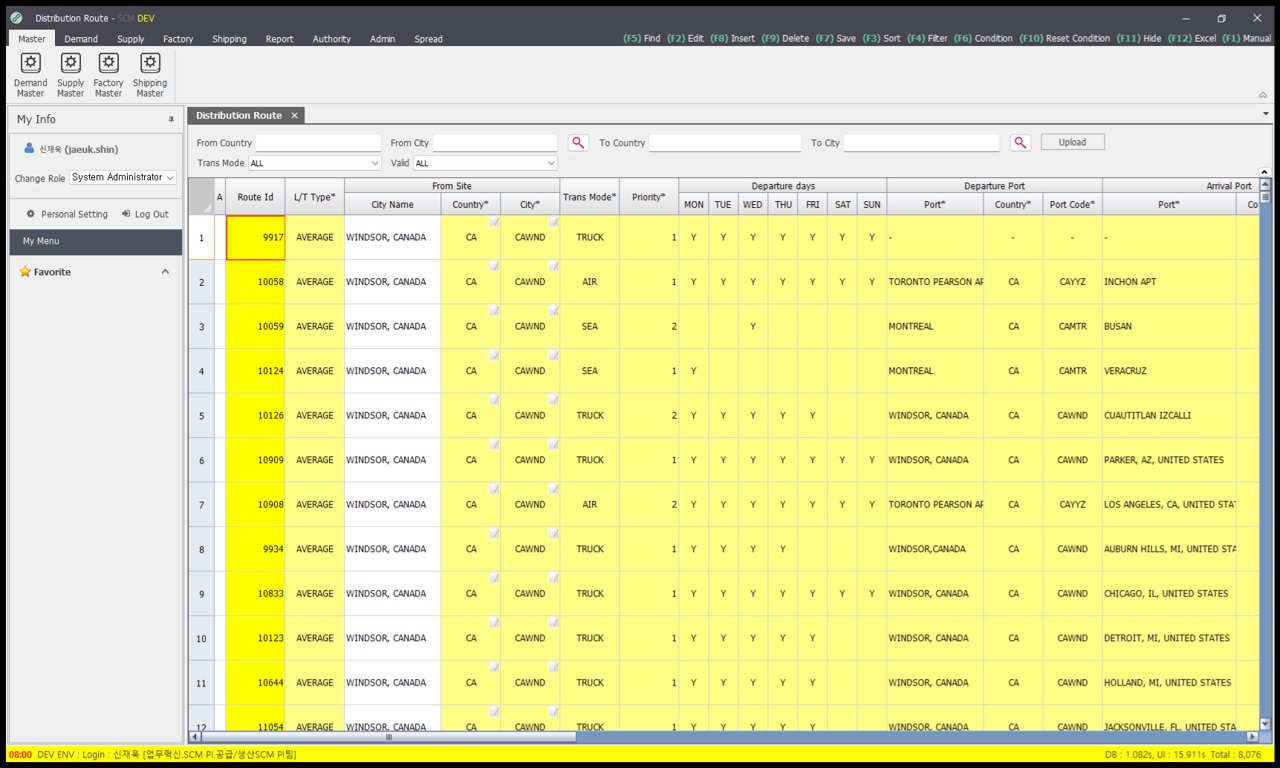 Distribution Route - SCM DEV
Master Demand Supply Factory Shipping Report Authority Admin Spread (F5) Find (F2) Edit (F8) Insert (F9) Delete (F7) Save (F3) Sort (F4) Filter (F6) Condition (F10) Reset Condition (F11) Hide (F12) Excel (F1) Manual
Demand Master Supply Master Factory Master Shipping Master
My Info
신재욱 (jaeuk.shin)
Change Role System Administrator
Personal Setting Log Out
My Menu
Favorite
Distribution Route ×
From Country From City To Country To City Upload
Trans Mode ALL Valid ALL
A Route Id L/T Type* From Site Trans Mode* Priority* Departure days Departure Port Arrival Port
City Name Country* City* MON TUE WED THU FRI SAT SUN Port* Country* Port Code* Port* Co
1 9917 AVERAGE WINDSOR, CANADA CA CAWND TRUCK 1 Y Y Y Y Y Y Y - - - -
2 10058 AVERAGE WINDSOR, CANADA CA CAWND AIR 1 Y Y Y Y Y Y Y TORONTO PEARSON AP CA CAYYZ INCHON APT
3 10059 AVERAGE WINDSOR, CANADA CA CAWND SEA 2 Y MONTREAL CA CAMTR BUSAN
4 10124 AVERAGE WINDSOR, CANADA CA CAWND SEA 1 Y MONTREAL CA CAMTR VERACRUZ
5 10126 AVERAGE WINDSOR, CANADA CA CAWND TRUCK 2 Y Y Y Y Y WINDSOR, CANADA CA CAWND CUAUTITLAN IZCALLI
6 10909 AVERAGE WINDSOR, CANADA CA CAWND TRUCK 1 Y Y Y Y Y Y Y WINDSOR, CANADA CA CAWND PARKER, AZ, UNITED STATES
7 10908 AVERAGE WINDSOR, CANADA CA CAWND AIR 2 Y Y Y Y Y Y Y TORONTO PEARSON AP CA CAYYZ LOS ANGELES, CA, UNITED STA
8 9934 AVERAGE WINDSOR, CANADA CA CAWND TRUCK 1 Y Y Y Y WINDSOR,CANADA CA CAWND AUBURN HILLS, MI, UNITED STA
9 10833 AVERAGE WINDSOR, CANADA CA CAWND TRUCK 1 Y Y Y Y Y Y Y WINDSOR, CANADA CA CAWND CHICAGO, IL, UNITED STATES
10 10123 AVERAGE WINDSOR, CANADA CA CAWND TRUCK 1 Y Y Y Y Y WINDSOR, CANADA CA CAWND DETROIT, MI, UNITED STATES
11 10644 AVERAGE WINDSOR, CANADA CA CAWND TRUCK 1 Y Y Y Y Y WINDSOR, CANADA CA CAWND HOLLAND, MI, UNITED STATES
12 11054 AVERAGE WINDSOR, CANADA CA CAWND TRUCK 1 Y Y Y Y Y WINDSOR, CANADA CA CAWND JACKSONVILLE, FL, UNITED STA
08:00 DEV ENV : Login : 신재욱 [업무혁신.SCM PI.공급/생산SCM PI팀] DB : 1.082s, UI : 15.911s Total : 8,076